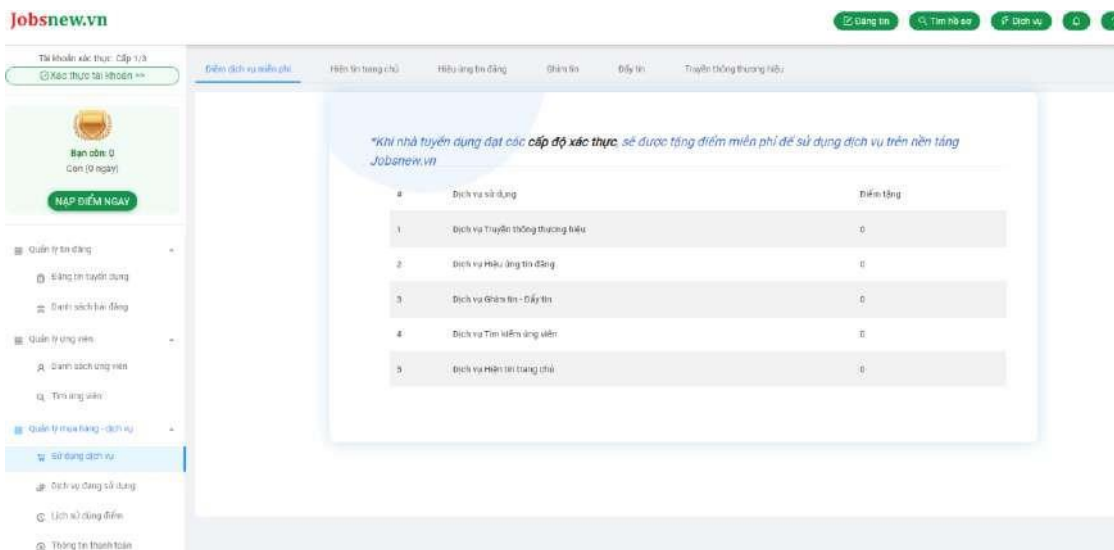 Jobsnew.vn
Đăng tin
Tìm hồ sơ
Dịch vụ
Tài khoản xác thực: Cấp 1/3
Xác thực tài khoản >>
Bạn còn: 0
Còn (0 ngày)
NẠP ĐIỂM NGAY
Quản lý tin đăng
Đăng tin tuyển dụng
Danh sách bài đăng
Quản lý ứng viên
Danh sách ứng viên
Tìm ứng viên
Quản lý mua hàng - dịch vụ
Sử dụng dịch vụ
Dịch vụ đang sử dụng
Lịch sử dùng điểm
Thông tin thanh toán
Điểm dịch vụ miễn phí
Hiện tin trang chủ
Hiệu ứng tin đăng
Ghim tin
Đẩy tin
Truyền thông thương hiệu
*Khi nhà tuyển dụng đạt các cấp độ xác thực, sẽ được tặng điểm miễn phí để sử dụng dịch vụ trên nền tảng
Jobsnew.vn
# Dịch vụ sử dụng Điểm tặng
1 Dịch vụ Truyền thông thương hiệu 0
2 Dịch vụ Hiệu ứng tin đăng 0
3 Dịch vụ Ghim tin - Đẩy tin 0
4 Dịch vụ Tìm kiếm ứng viên 0
5 Dịch vụ Hiện tin trang chủ 0